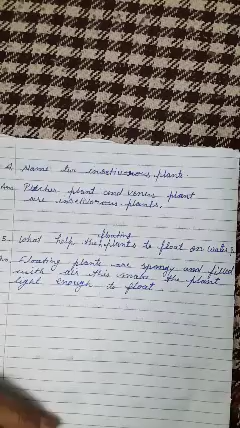 4. Name two insectivorous plants.
Ans. Pitcher plant and venus plant
are insectivorous plants.
5. What help the floating plants to float on water?
Ans. Floating plants are spongy and filled
with air this make the plant
light enough to float